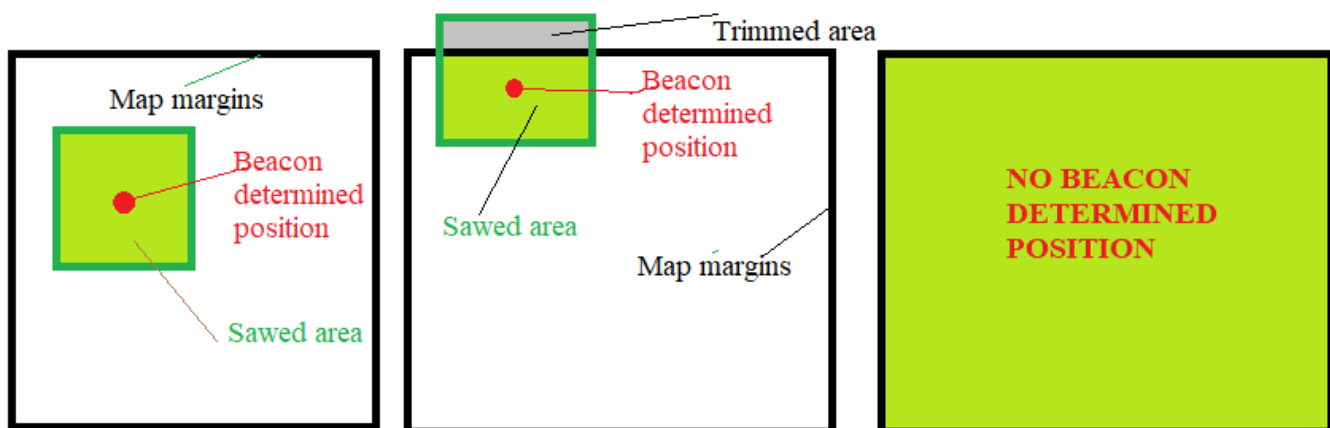 Map margins
Beacon
determined
position
Sawed area
Trimmed area
Beacon
determined
position
Sawed area
Map margins
NO BEACON
DETERMINED
POSITION